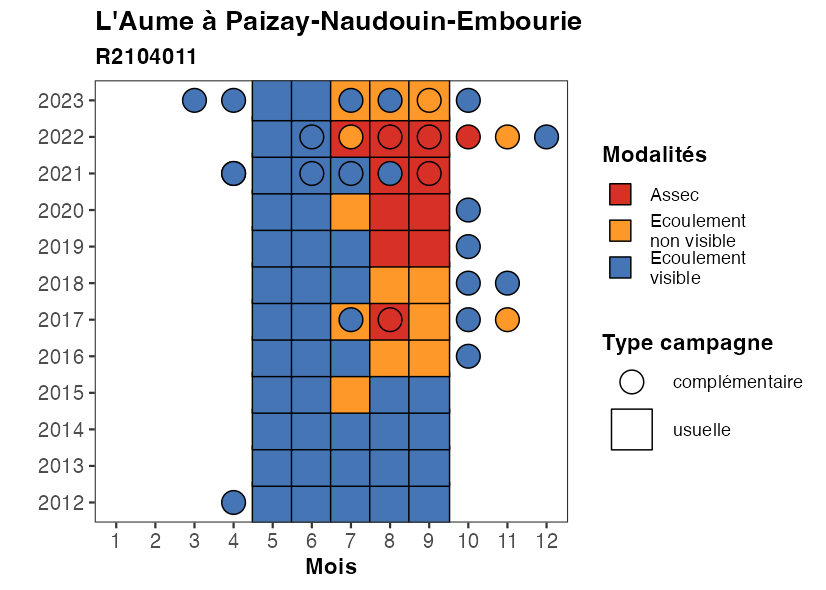 L'Aume à Paizay-Naudouin-Embourie
R2104011
2023
2022
2021
2020
2019
2018
2017
2016
2015
2014
2013
2012
1 2 3 4 5 6 7 8 9 10 11 12
Mois
Modalités
Assec
Ecoulement
non visible
Ecoulement
visible
Type campagne
complémentaire
usuelle